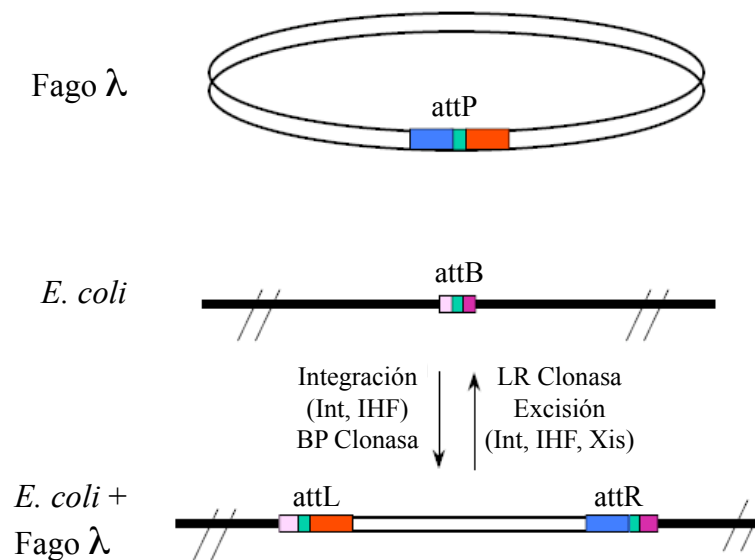 Fago λ
attP
E. coli
attB
Integración
(Int, IHF)
BP Clonasa
LR Clonasa
Excisión
(Int, IHF, Xis)
E. coli +
Fago λ
attL
attR